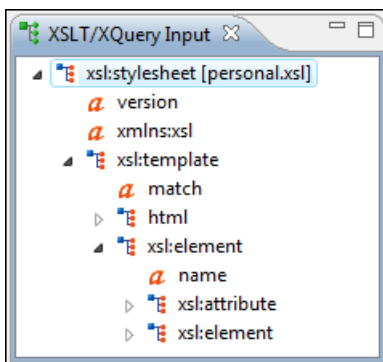 XSLT/XQuery Input
xsl:stylesheet [personal.xsl]
a version
a xmlns:xsl
xsl:template
a match
html
xsl:element
a name
xsl:attribute
xsl:element